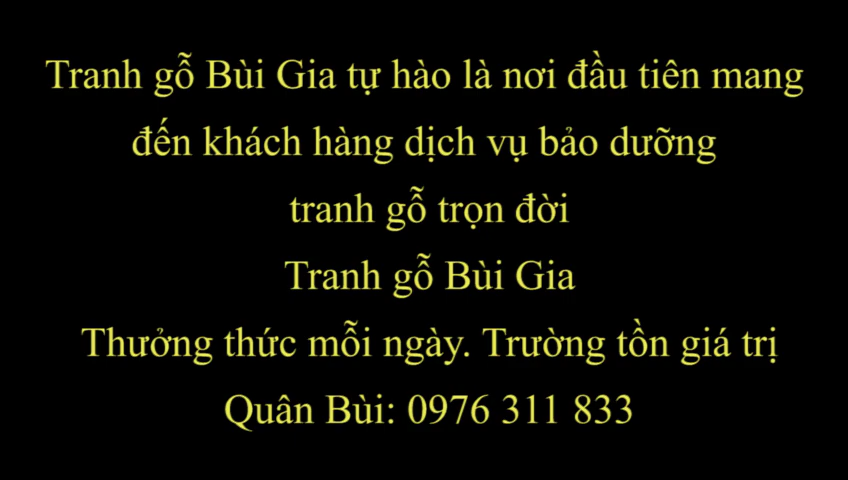 Tranh gỗ Bùi Gia tự hào là nơi đầu tiên mang
đến khách hàng dịch vụ bảo dưỡng
tranh gỗ trọn đời
Tranh gỗ Bùi Gia
Thưởng thức mỗi ngày. Trường tồn giá trị
Quân Bùi: 0976 311 833